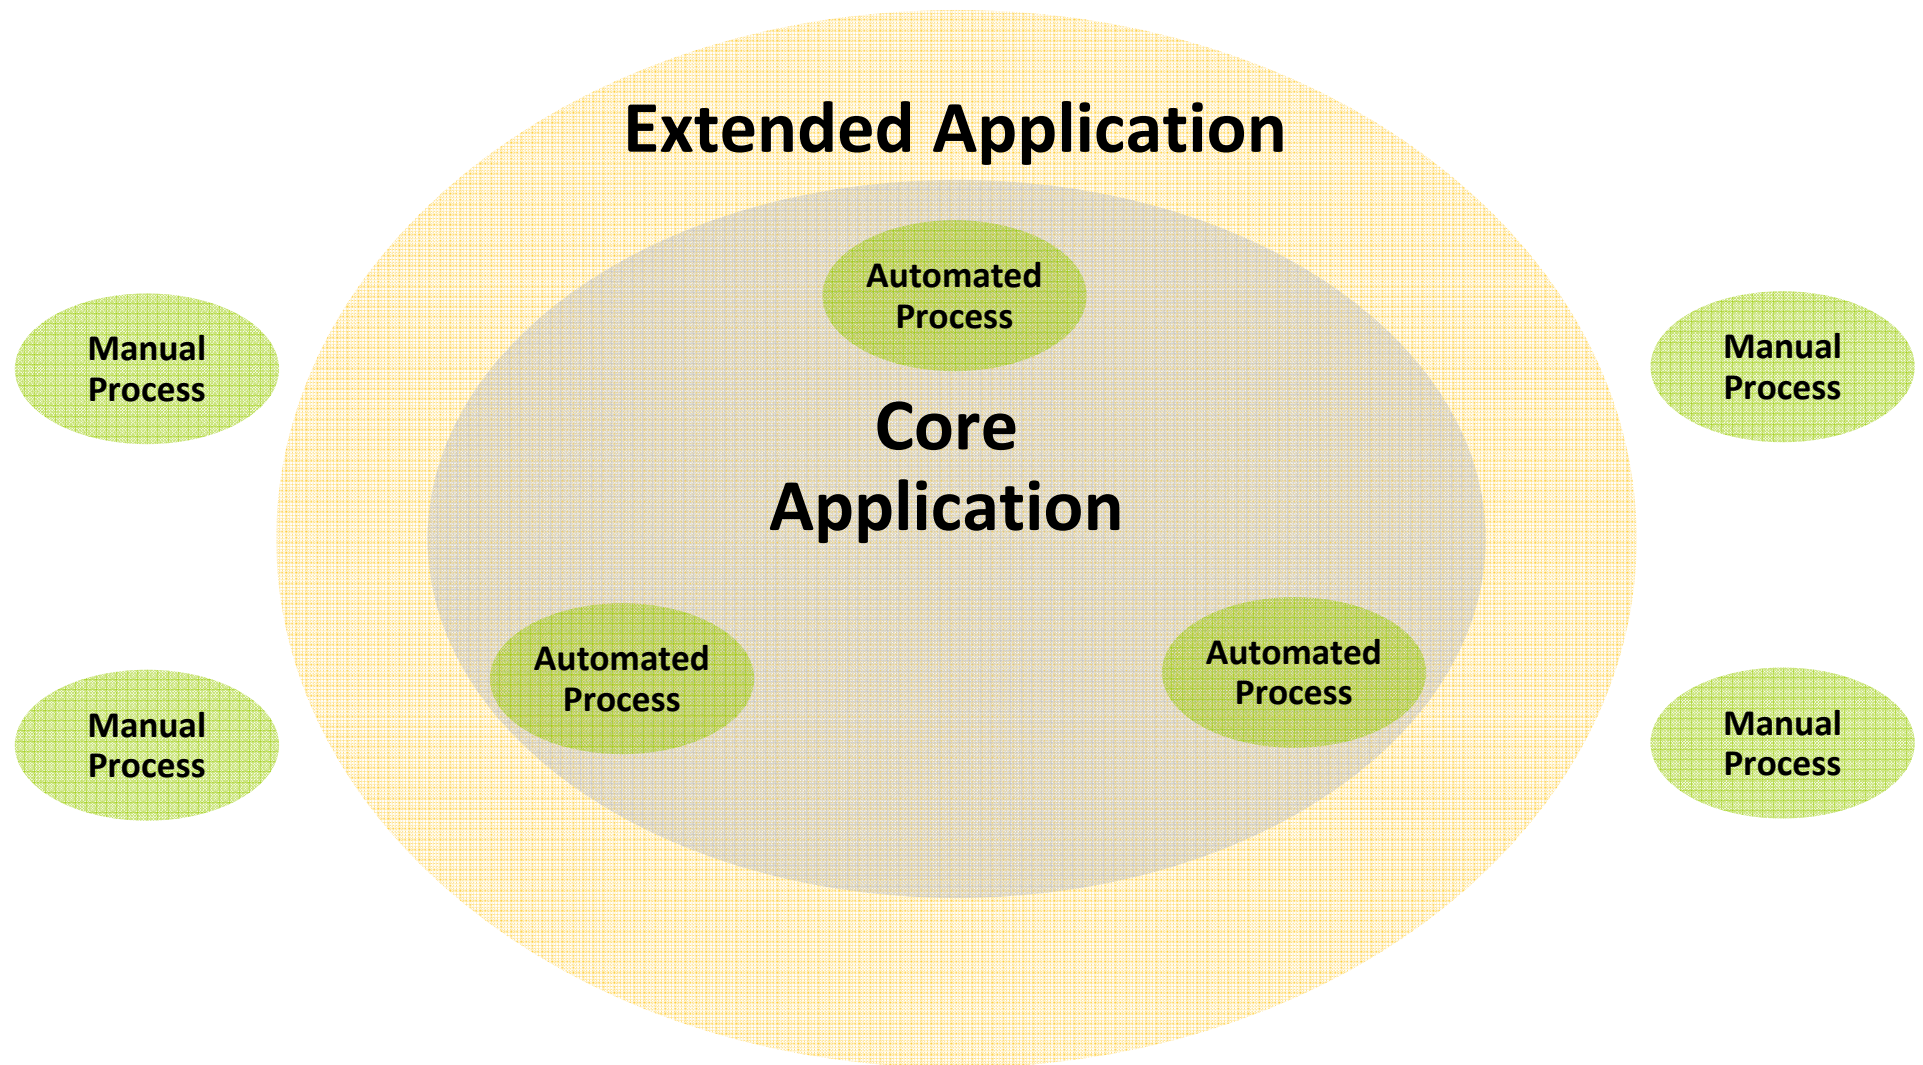 Extended Application
Automated
Process
Manual
Process
Manual
Process
Core
Application
Automated
Process
Automated
Process
Manual
Process
Manual
Process